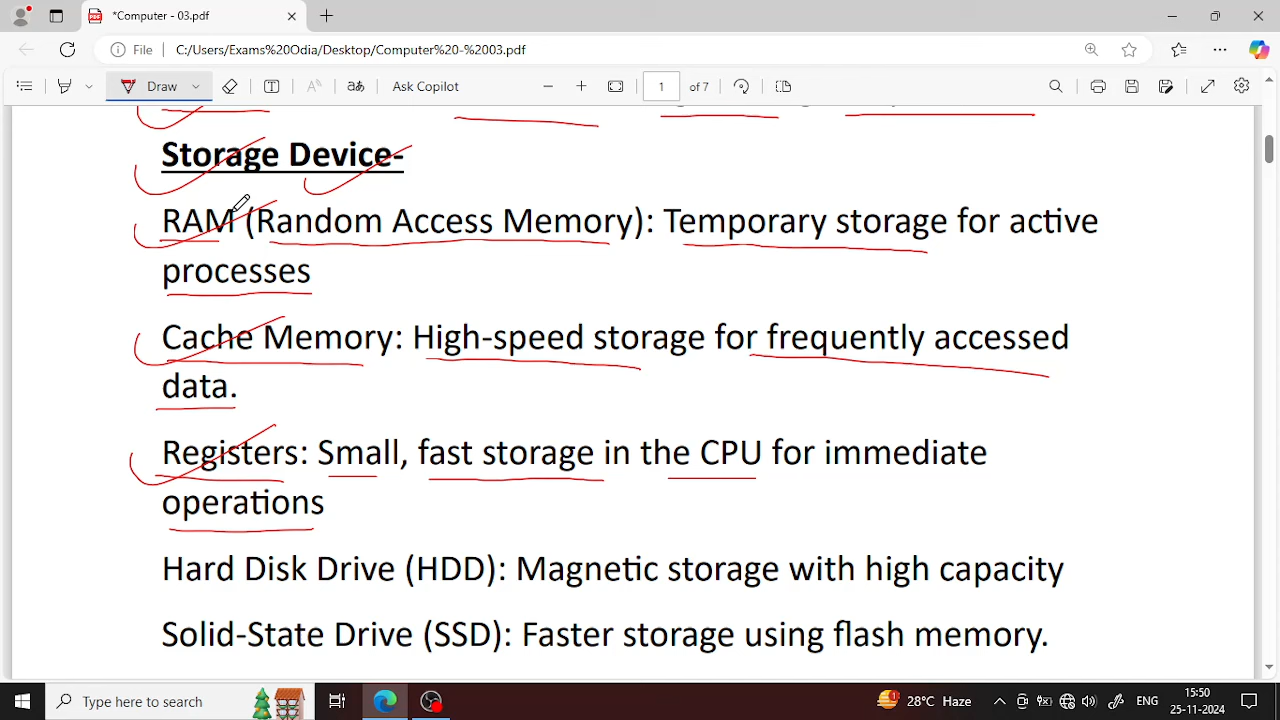 *Computer - 03.pdf
File C:/Users/Exams%20Odia/Desktop/Computer%20-%2003.pdf
Draw Ask Copilot 1 of 7
Storage Device-
RAM (Random Access Memory): Temporary storage for active
processes
Cache Memory: High-speed storage for frequently accessed
data.
Registers: Small, fast storage in the CPU for immediate
operations
Hard Disk Drive (HDD): Magnetic storage with high capacity
Solid-State Drive (SSD): Faster storage using flash memory.
Type here to search 28°C Haze ENG 15:50
25-11-2024